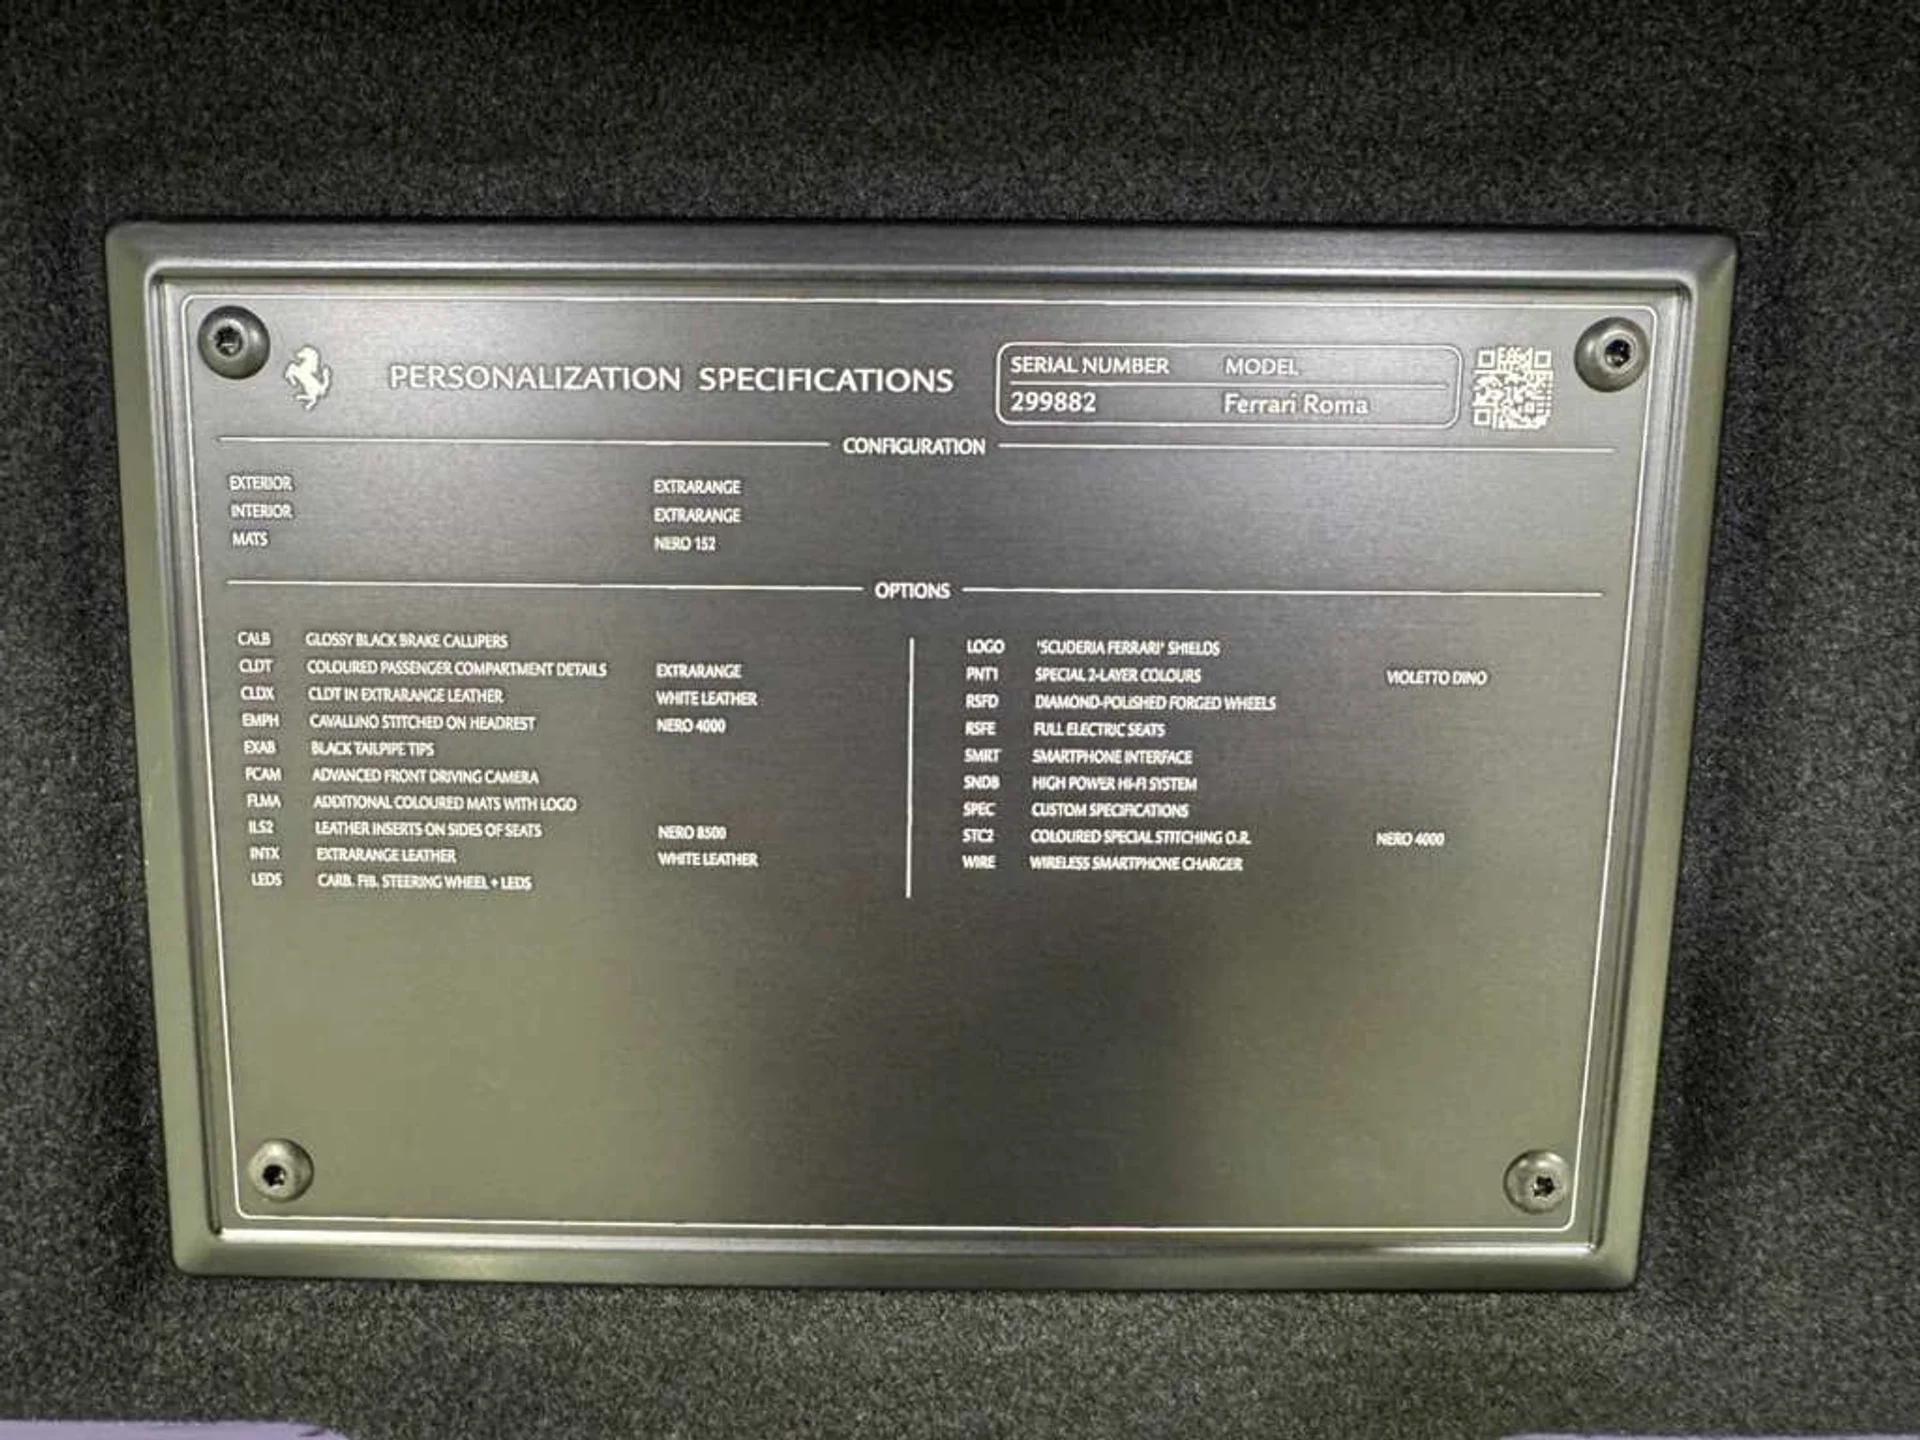 PERSONALIZATION SPECIFICATIONS
SERIAL NUMBER MODEL
299882 Ferrari Roma
CONFIGURATION
EXTERIOR EXTRARANGE
INTERIOR EXTRARANGE
MATS NERO 152
OPTIONS
CALB GLOSSY BLACK BRAKE CALLIPERS
CLDT COLOURED PASSENGER COMPARTMENT DETAILS EXTRARANGE
CLDX CLDT IN EXTRARANGE LEATHER WHITE LEATHER
EMPH CAVALLINO STITCHED ON HEADREST NERO 4000
EXAB BLACK TAILPIPE TIPS
FCAM ADVANCED FRONT DRIVING CAMERA
FLMA ADDITIONAL COLOURED MATS WITH LOGO
ILS2 LEATHER INSERTS ON SIDES OF SEATS NERO 8500
INTX EXTRARANGE LEATHER WHITE LEATHER
LEDS CARB. FIB. STEERING WHEEL + LEDS
LOGO 'SCUDERIA FERRARI' SHIELDS
PNT1 SPECIAL 2-LAYER COLOURS VIOLETTO DINO
RSFD DIAMOND-POLISHED FORGED WHEELS
RSFE FULL ELECTRIC SEATS
SMRT SMARTPHONE INTERFACE
SNDB HIGH POWER HI-FI SYSTEM
SPEC CUSTOM SPECIFICATIONS
STC2 COLOURED SPECIAL STITCHING O.R. NERO 4000
WIRE WIRELESS SMARTPHONE CHARGER